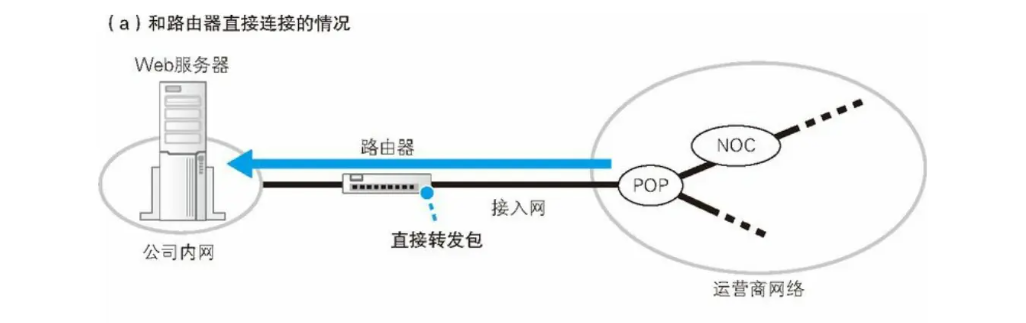 (a)和路由器直接连接的情况
Web服务器
路由器
NOC
POP
接入网
直接转发包
公司内网
运营商网络